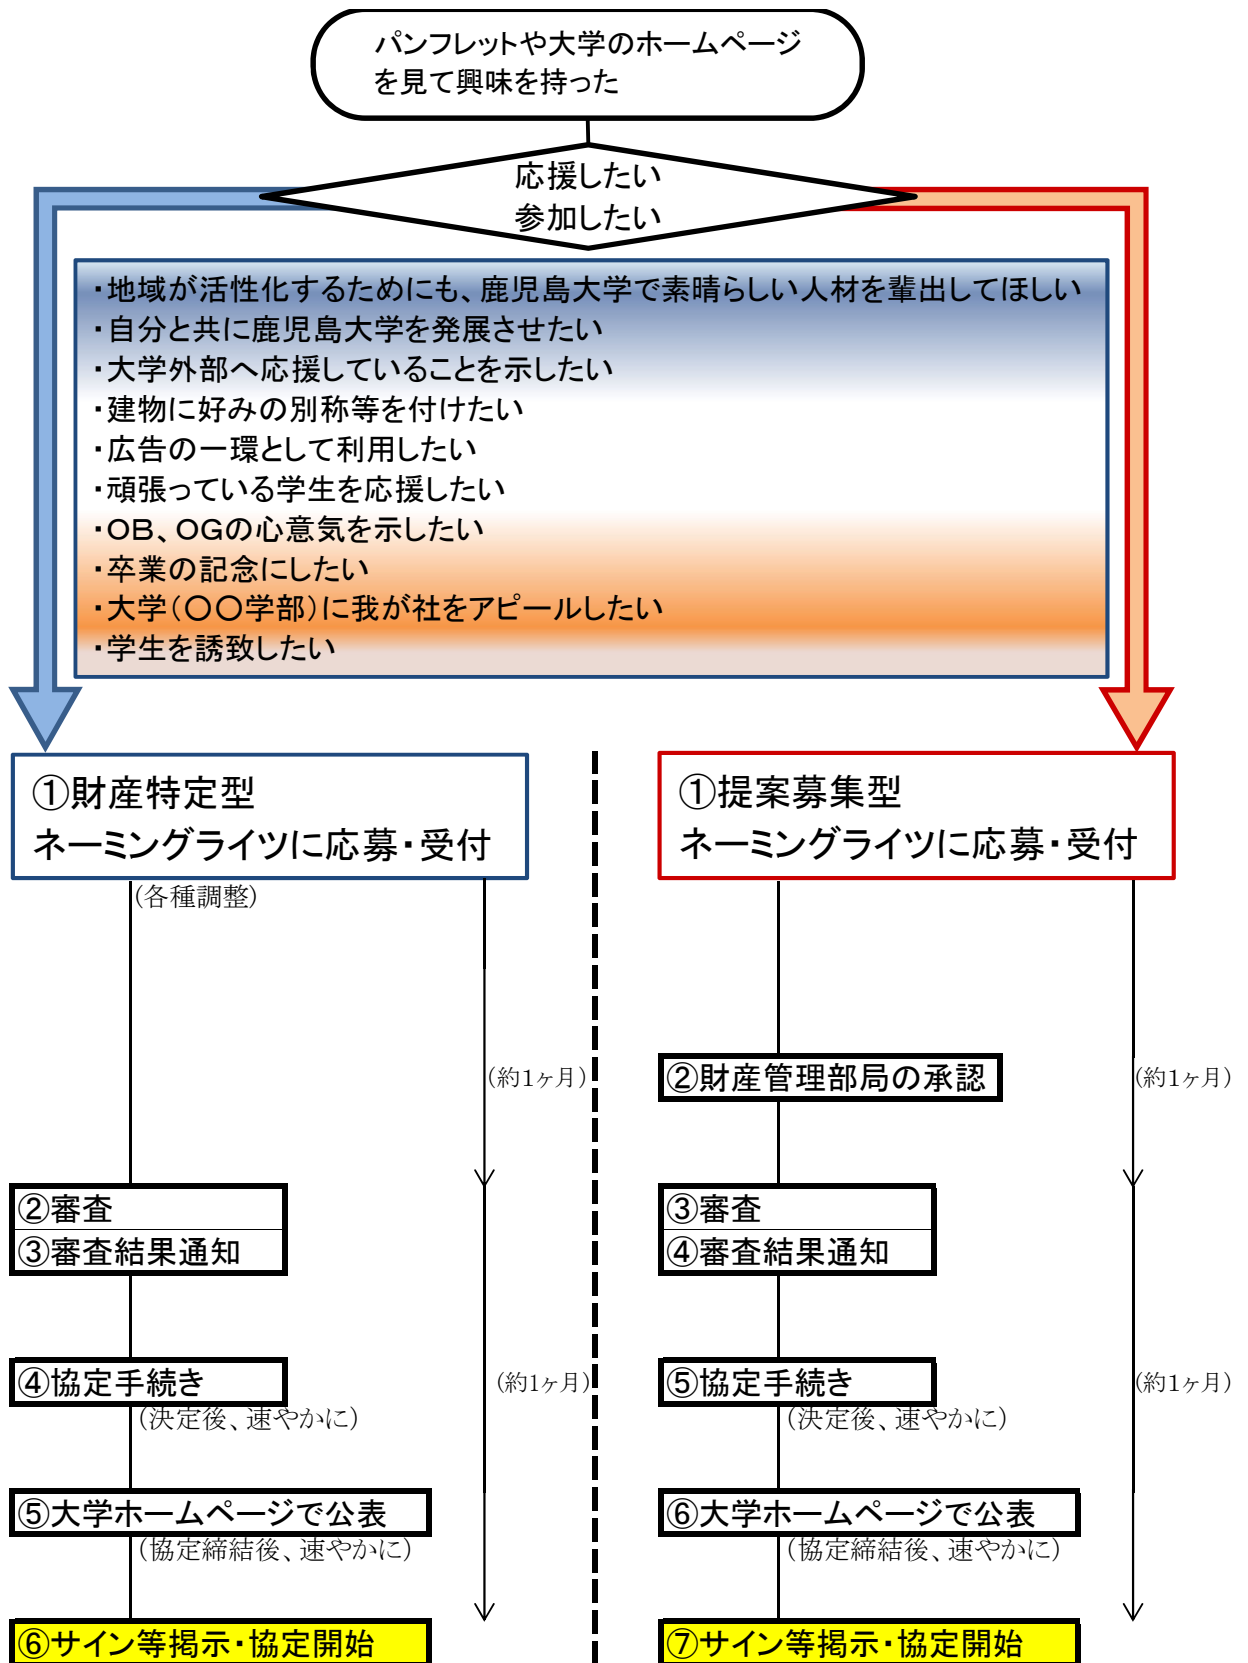 パンフレットや大学のホームページ
を見て興味を持った
応援したい
参加したい
・地域が活性化するためにも、鹿児島大学で素晴らしい人材を輩出してほしい
・自分と共に鹿児島大学を発展させたい
・大学外部へ応援していることを示したい
・建物に好みの別称等を付けたい
・広告の一環として利用したい
・頑張っている学生を応援したい
・OB、OGの心意気を示したい
・卒業の記念にしたい
・大学(〇〇学部)に我が社をアピールしたい
・学生を誘致したい
①財産特定型
ネーミングライツに応募・受付
(各種調整)
(約1ヶ月)
②審査
③審査結果通知
④協定手続き
(決定後、速やかに)
(約1ヶ月)
⑤大学ホームページで公表
(協定締結後、速やかに)
⑥サイン等掲示・協定開始
①提案募集型
ネーミングライツに応募・受付
②財産管理部局の承認
(約1ヶ月)
③審査
④審査結果通知
⑤協定手続き
(決定後、速やかに)
(約1ヶ月)
⑥大学ホームページで公表
(協定締結後、速やかに)
⑦サイン等掲示・協定開始